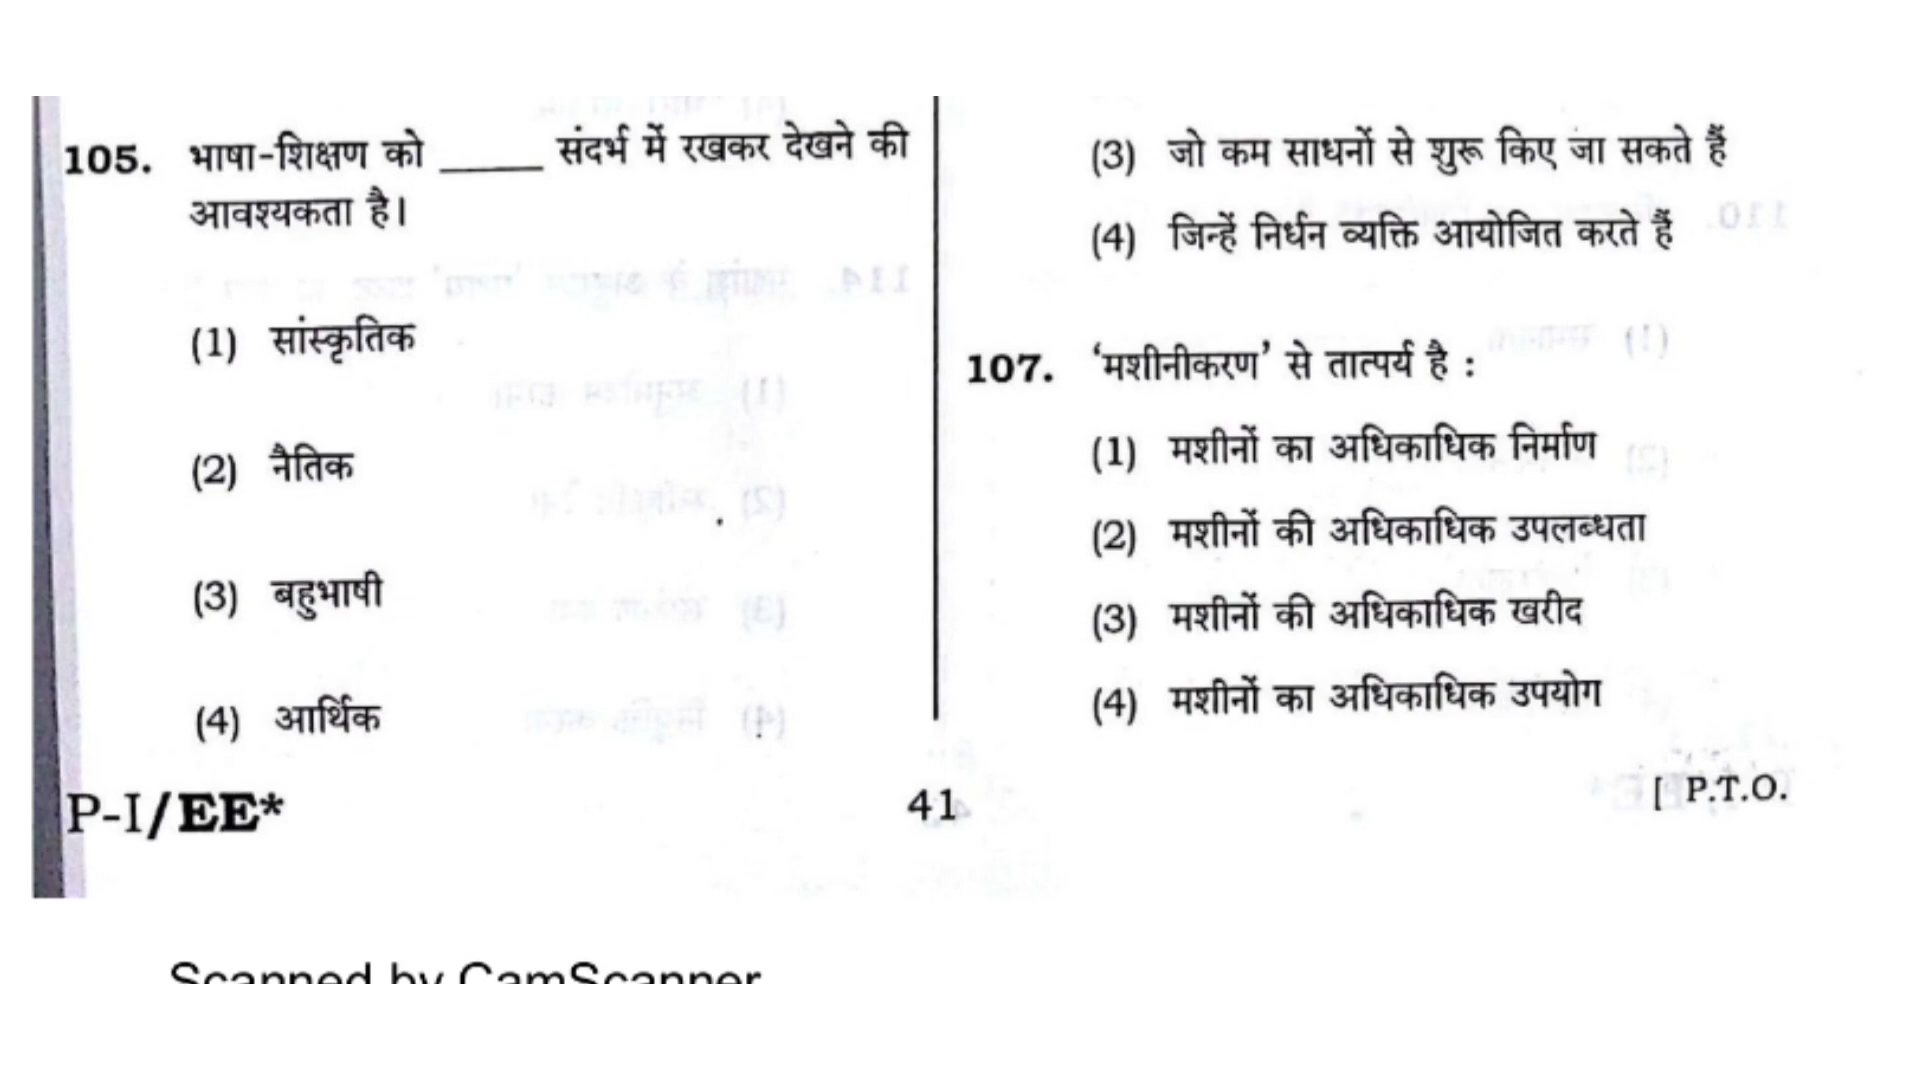 105. भाषा-शिक्षण को _____ संदर्भ में रखकर देखने की
आवश्यकता है।
(1) सांस्कृतिक
(2) नैतिक
(3) बहुभाषी
(4) आर्थिक
(3) जो कम साधनों से शुरू किए जा सकते हैं
(4) जिन्हें निर्धन व्यक्ति आयोजित करते हैं
107. ‘मशीनीकरण’ से तात्पर्य है :
(1) मशीनों का अधिकाधिक निर्माण
(2) मशीनों की अधिकाधिक उपलब्धता
(3) मशीनों की अधिकाधिक खरीद
(4) मशीनों का अधिकाधिक उपयोग
P-I/EE*
41
[ P.T.O.
Scanned by CamScanner